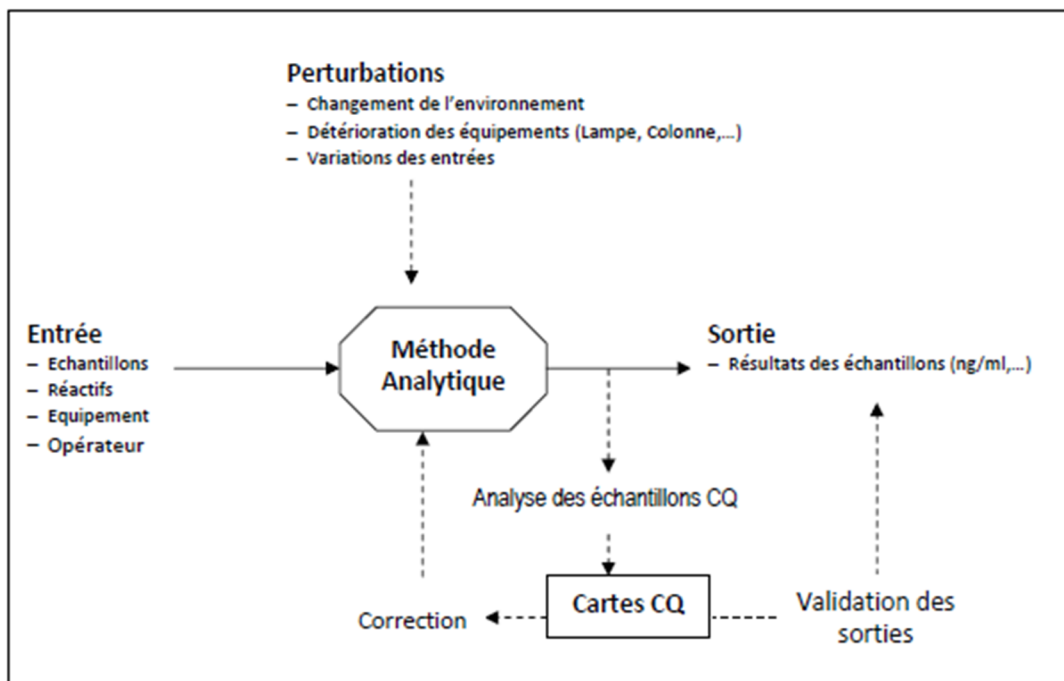 Perturbations
– Changement de l'environnement
– Détérioration des équipements (Lampe, Colonne,...)
– Variations des entrées
Entrée
– Echantillons
– Réactifs
– Equipement
– Opérateur
Méthode
Analytique
Sortie
– Résultats des échantillons (ng/ml,...)
Analyse des échantillons CQ
Cartes CQ
Correction
Validation des
sorties